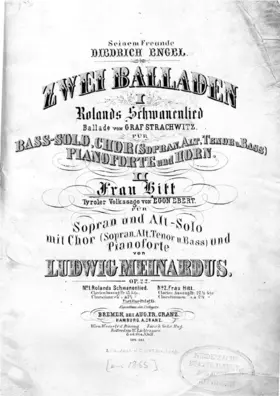 Seinem Freunde
DIEDRICH ENGEL.
ZWEI BALLADEN
I
Rolands Schwanenlied
Ballade von GRAF STRACHWITZ.
FÜR
BASS-SOLO, CHOR (SOPRAN, ALT, TENOR u. BASS)
PIANOFORTE und HORN.
II
Frau Hitt
Tyroler Volkssage von EGON EBERT.
FÜR
Sopran und Alt-Solo
mit Chor (Sopran, Alt, Tenor u. Bass) und
Pianoforte
von
LUDWIG MEINARDUS.
OP. 22.
No. 1. Rolands Schwanenlied. No. 2. Frau Hitt.
BREMEN, BEI AUG. FR. CRANZ.
HAMBURG, A. CRANZ.